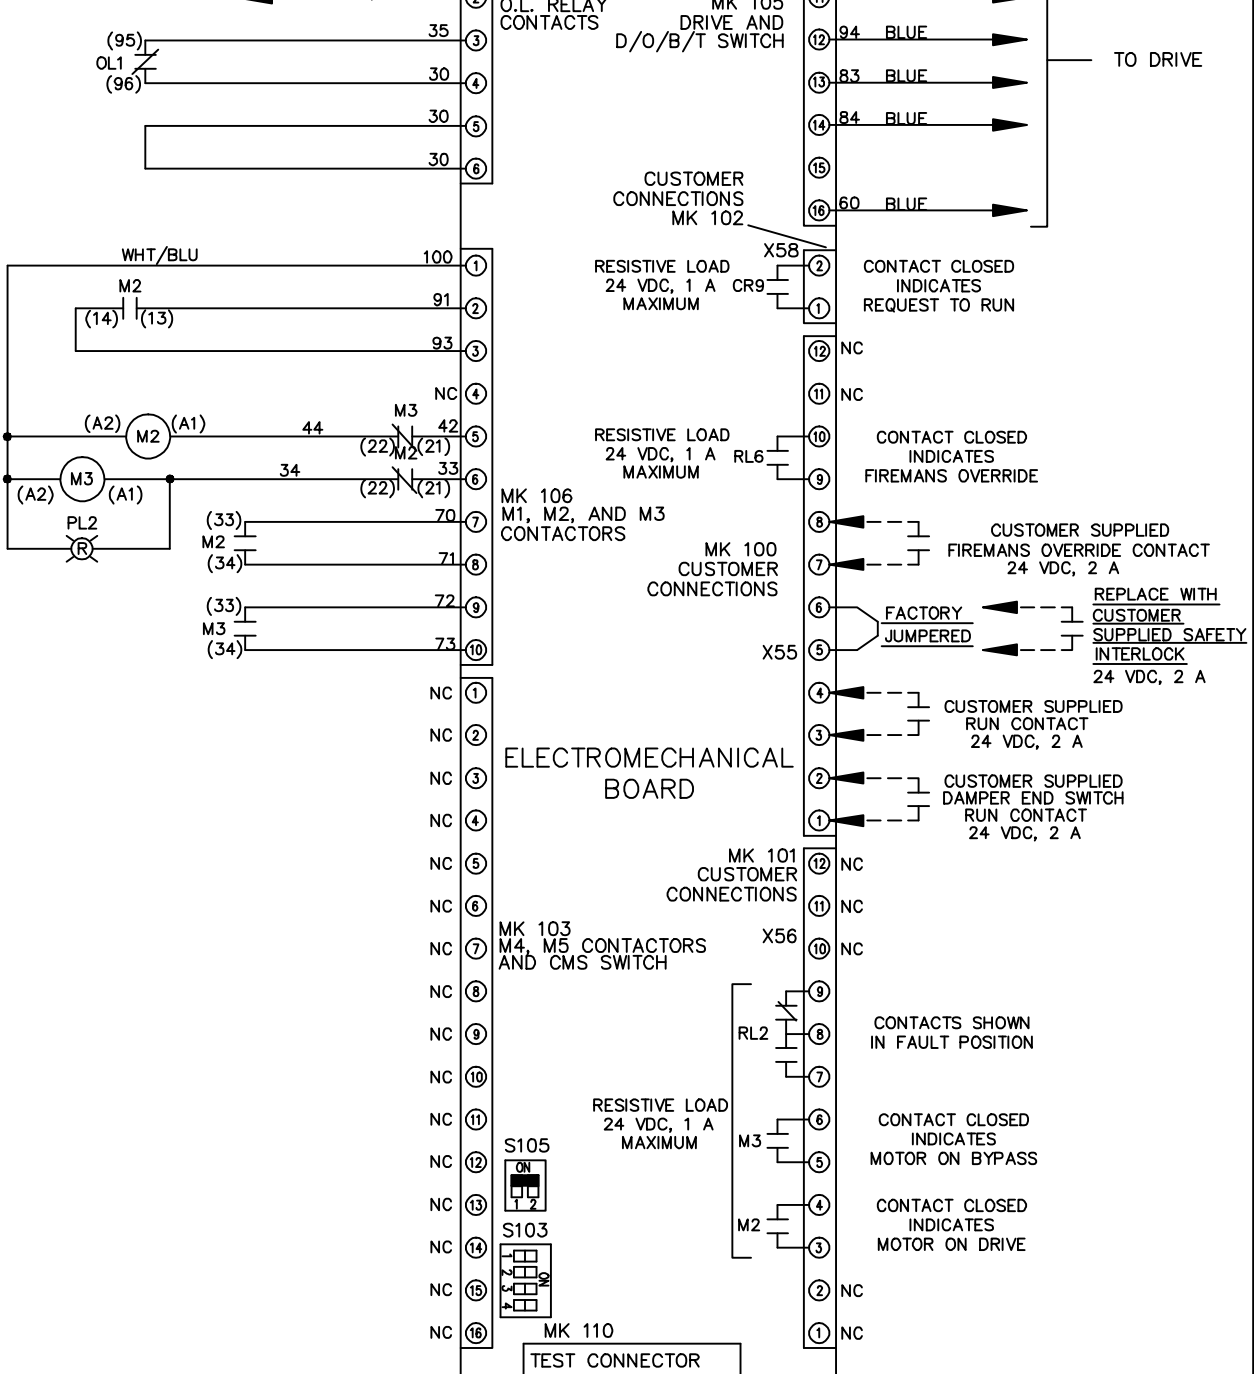 2
O.L. RELAY
CONTACTS
35
3
(95)
OL1
(96)
30
4
30
5
30
6
MK 105
DRIVE AND
D/O/B/T SWITCH
11
12
94 BLUE
13
83 BLUE
14
84 BLUE
15
16
60 BLUE
TO DRIVE
CUSTOMER
CONNECTIONS
MK 102
WHT/BLU
100
1
M2
(14)
(13)
91
2
93
3
NC
4
(A2)
M2
(A1)
44
M3
(22)
(21)
42
5
(A2)
M3
(A1)
34
M2
(22)
(21)
33
6
PL2
R
MK 106
M1, M2, AND M3
CONTACTORS
(33)
M2
(34)
70
7
71
8
(33)
M3
(34)
72
9
73
10
X58
RESISTIVE LOAD
24 VDC, 1 A
MAXIMUM
CR9
2
1
CONTACT CLOSED
INDICATES
REQUEST TO RUN
12
NC
11
NC
RESISTIVE LOAD
24 VDC, 1 A
MAXIMUM
RL6
10
9
CONTACT CLOSED
INDICATES
FIREMANS OVERRIDE
MK 100
CUSTOMER
CONNECTIONS
8
7
CUSTOMER SUPPLIED
FIREMANS OVERRIDE CONTACT
24 VDC, 2 A
6
X55
5
FACTORY
JUMPERED
REPLACE WITH
CUSTOMER
SUPPLIED SAFETY
INTERLOCK
24 VDC, 2 A
4
3
CUSTOMER SUPPLIED
RUN CONTACT
24 VDC, 2 A
2
1
CUSTOMER SUPPLIED
DAMPER END SWITCH
RUN CONTACT
24 VDC, 2 A
ELECTROMECHANICAL
BOARD
NC 1
NC 2
NC 3
NC 4
NC 5
NC 6
NC 7
NC 8
NC 9
NC 10
NC 11
NC 12
NC 13
NC 14
NC 15
NC 16
MK 103
M4, M5 CONTACTORS
AND CMS SWITCH
MK 101
CUSTOMER
CONNECTIONS
X56
12 NC
11 NC
10 NC
9
RL2
8
7
CONTACTS SHOWN
IN FAULT POSITION
RESISTIVE LOAD
24 VDC, 1 A
MAXIMUM
M3
6
5
CONTACT CLOSED
INDICATES
MOTOR ON BYPASS
M2
4
3
CONTACT CLOSED
INDICATES
MOTOR ON DRIVE
2 NC
1 NC
S105
ON
1 2
S103
1
2
3
4
ON
MK 110
TEST CONNECTOR